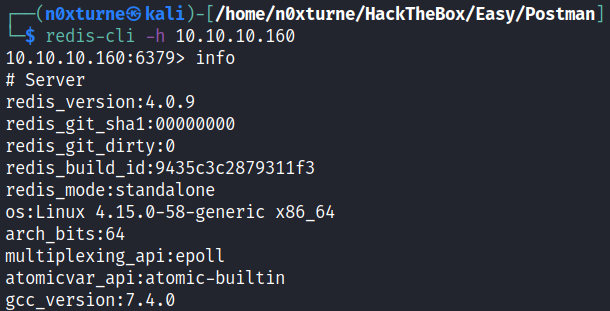 ┌──(n0xturne㉿kali)-[/home/n0xturne/HackTheBox/Easy/Postman]
└─$ redis-cli -h 10.10.10.160
10.10.10.160:6379> info
# Server
redis_version:4.0.9
redis_git_sha1:00000000
redis_git_dirty:0
redis_build_id:9435c3c2879311f3
redis_mode:standalone
os:Linux 4.15.0-58-generic x86_64
arch_bits:64
multiplexing_api:epoll
atomicvar_api:atomic-builtin
gcc_version:7.4.0